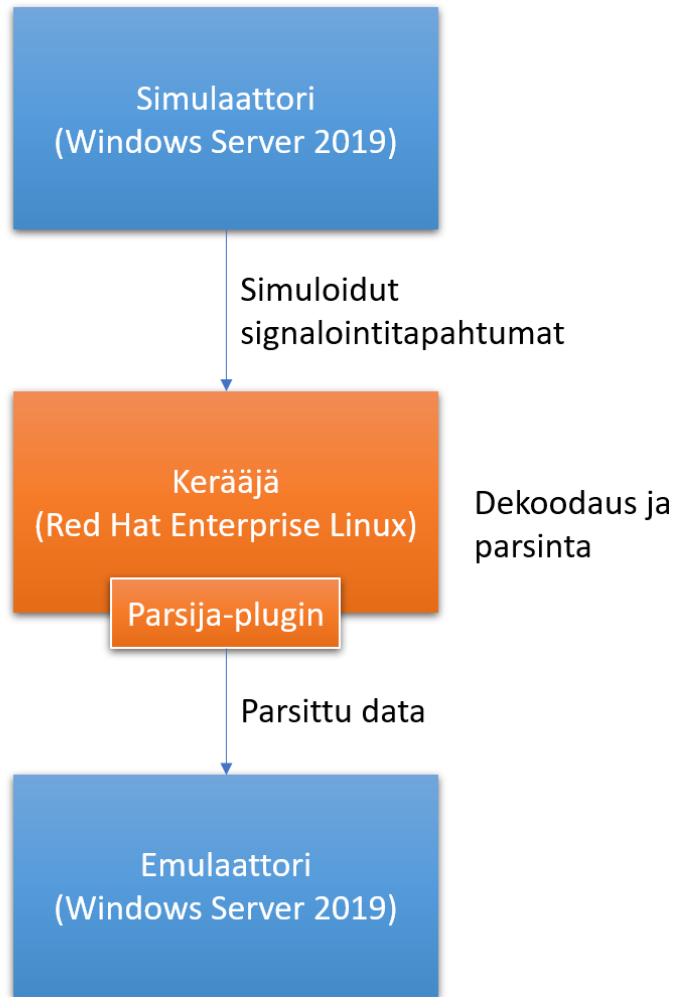 Simulaattori
(Windows Server 2019)
Simuloidut
signalointitapahtumat
Kerääjä
(Red Hat Enterprise Linux)
Dekoodaus ja
parsinta
Parsija-plugin
Parsittu data
Emulaattori
(Windows Server 2019)